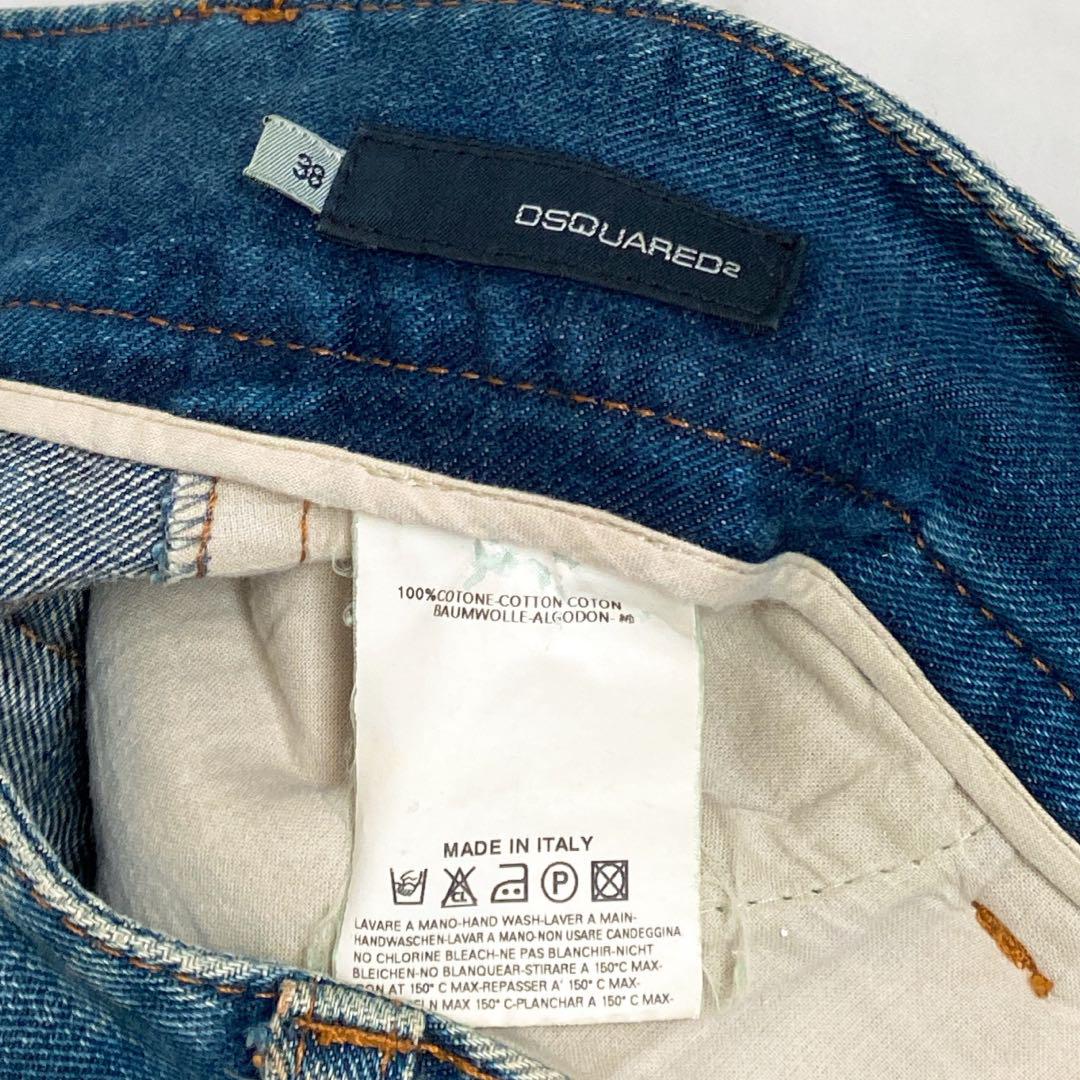 38
DSQUARED2
100%COTONE-COTTON COTON
BAUMWOLLE-ALGODON-
MADE IN ITALY
CL P
LAVARE A MANO-HAND WASH-LAVER A MAIN-
HANDWASCHEN-LAVAR A MANO-NON USARE CANDEGGINA
NO CHLORINE BLEACH-NE PAS BLANCHIR-NICHT
BLEICHEN-NO BLANQUEAR-STIRARE A 150°C MAX-
ON AT 150° C MAX-REPASSER A' 150° C MAX-
ELN MAX 150° C-PLANCHAR A 150°C MAX-